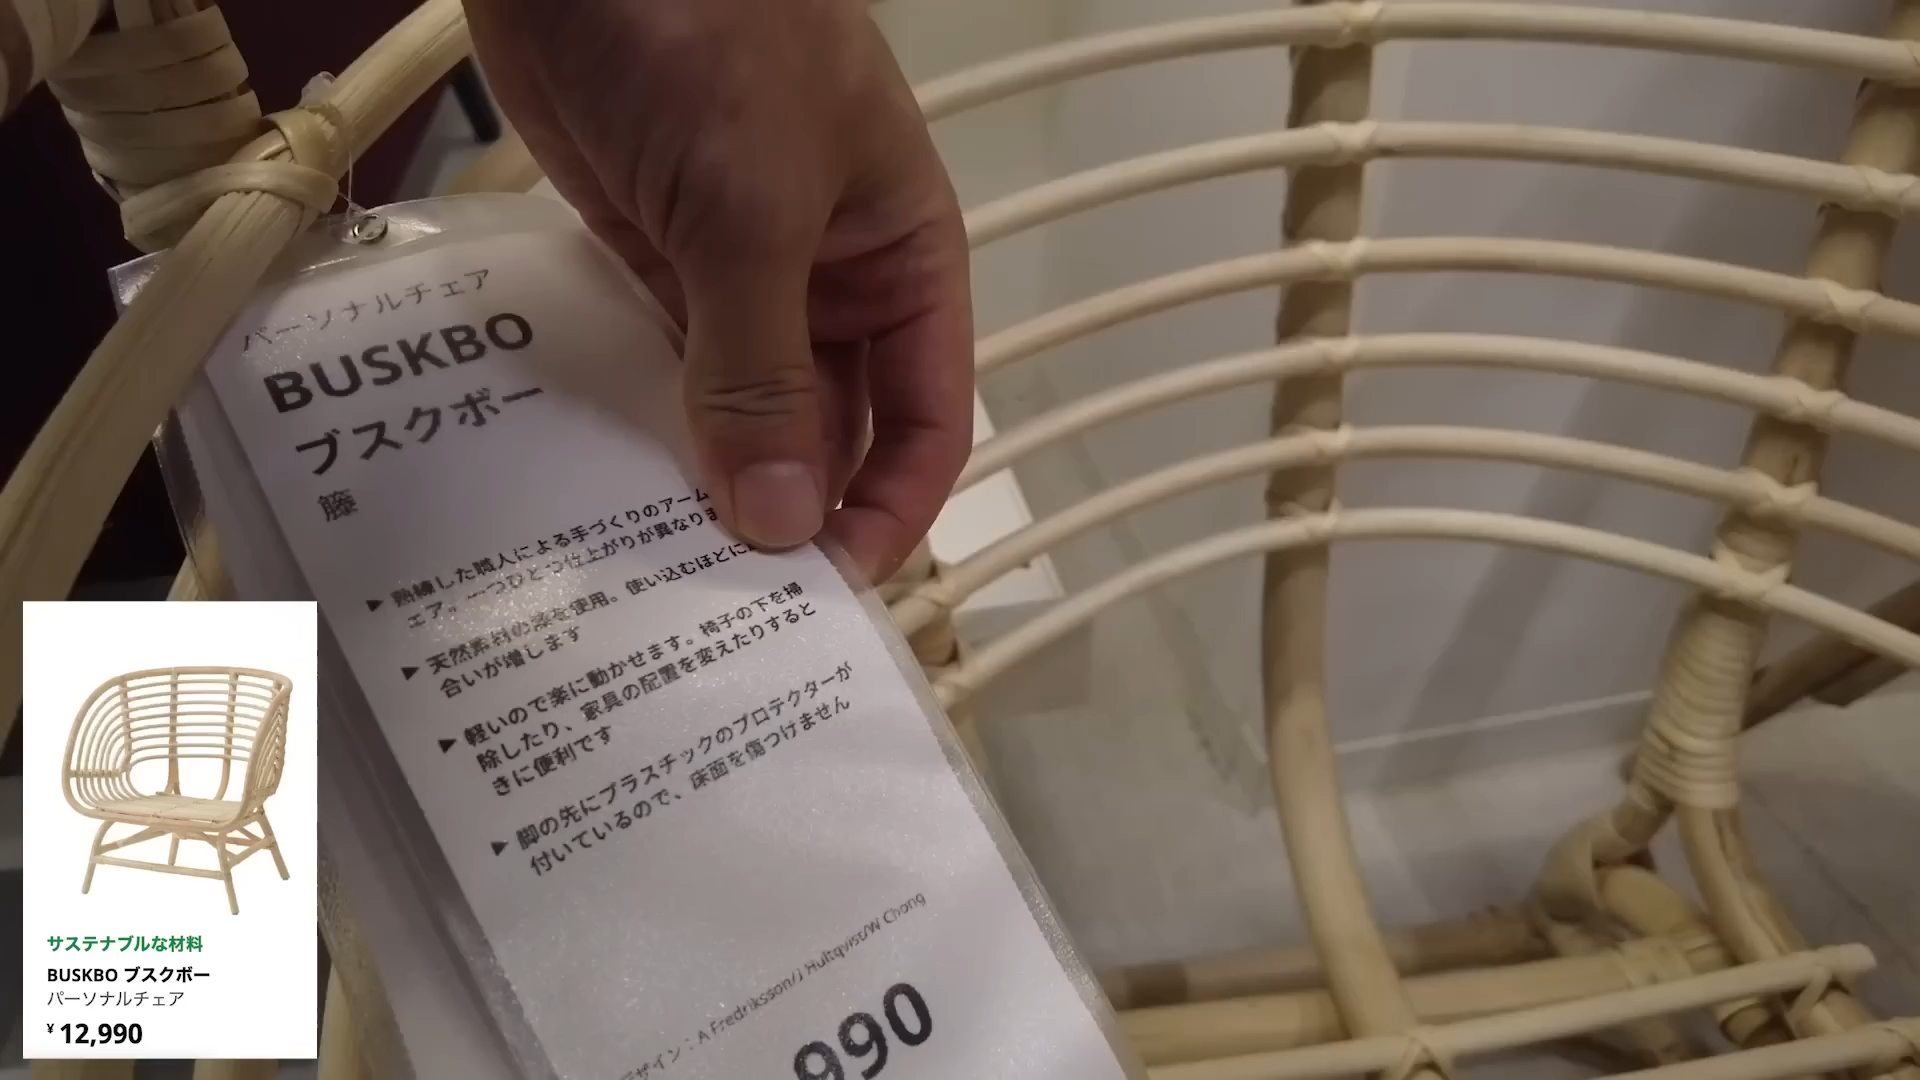 パーソナルチェア
BUSKBO
ブスクボー
籐
▶ 熟練した職人による手づくりのアーム
ェア。一つひとつ仕上がりが異なりま
▶ 天然素材の籐を使用。使い込むほどに
合いが増します
▶ 軽いので楽に動かせます。椅子の下を掃
除したり、家具の配置を変えたりすると
きに便利です
▶ 脚の先にプラスチックのプロテクターが
付いているので、床面を傷つけません
デザイン：A Fredriksson/J Hultqvist/W Chong
990
サステナブルな材料
BUSKBO ブスクボー
パーソナルチェア
¥ 12,990